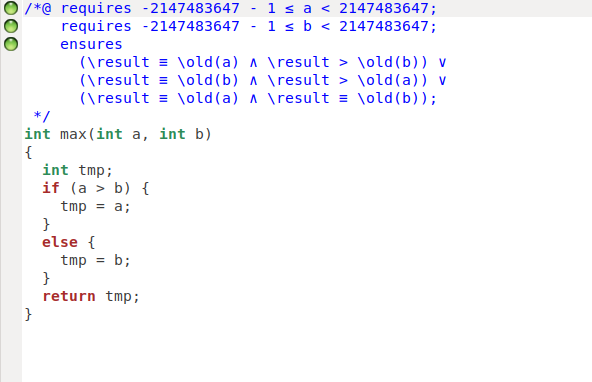 /*@ requires -2147483647 - 1 ≤ a < 2147483647;
    requires -2147483647 - 1 ≤ b < 2147483647;
    ensures
      (\result ≡ \old(a) ∧ \result > \old(b)) ∨
      (\result ≡ \old(b) ∧ \result > \old(a)) ∨
      (\result ≡ \old(a) ∧ \result ≡ \old(b));
 */
int max(int a, int b)
{
  int tmp;
  if (a > b) {
    tmp = a;
  }
  else {
    tmp = b;
  }
  return tmp;
}